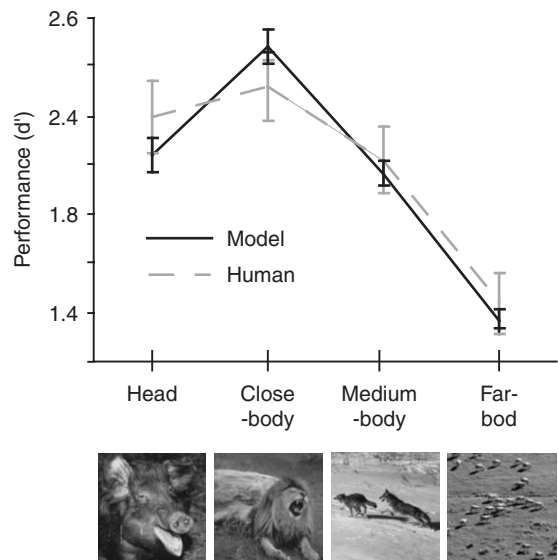 2.6
2.4
1.8
1.4
Performance (d')
Model
Human
Head
Close
-body
Medium
-body
Far-
bod